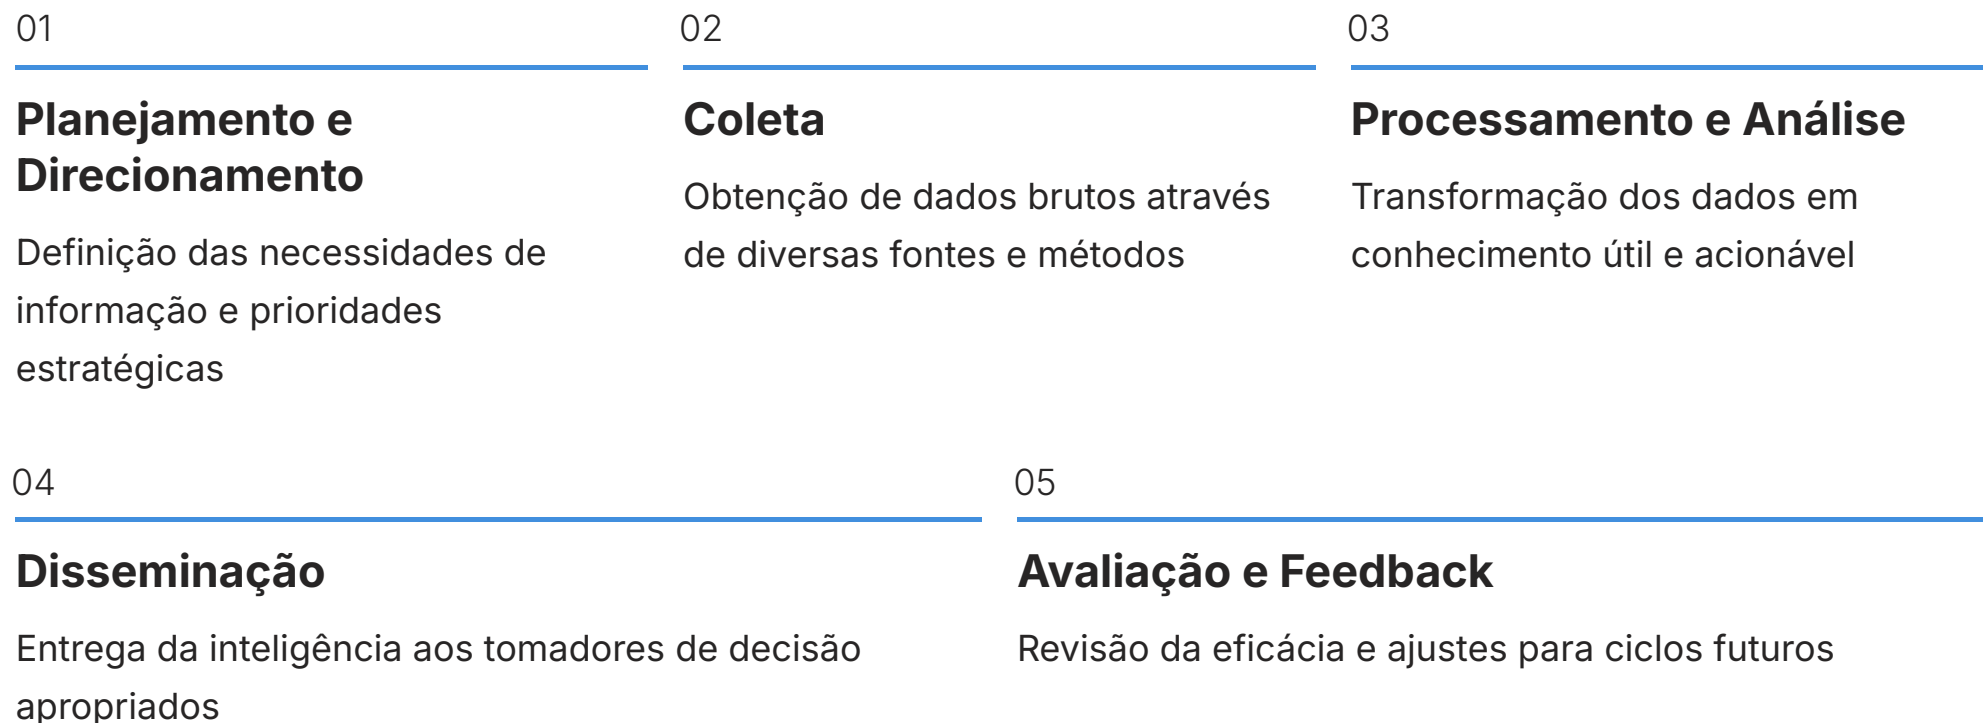 01
Planejamento e
Direcionamento
Definição das necessidades de
informação e prioridades
estratégicas
02
Coleta
Obtenção de dados brutos através
de diversas fontes e métodos
03
Processamento e Análise
Transformação dos dados em
conhecimento útil e acionável
04
Disseminação
Entrega da inteligência aos tomadores de decisão
apropriados
05
Avaliação e Feedback
Revisão da eficácia e ajustes para ciclos futuros